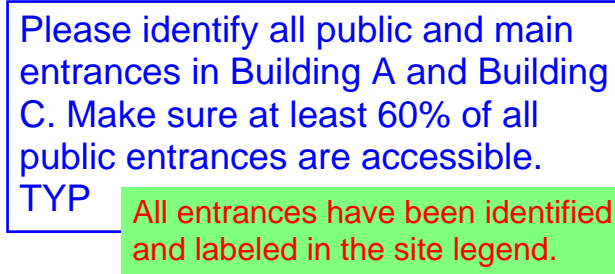 Please identify all public and main
entrances in Building A and Building
C. Make sure at least 60% of all
public entrances are accessible.
TYP
All entrances have been identified
and labeled in the site legend.